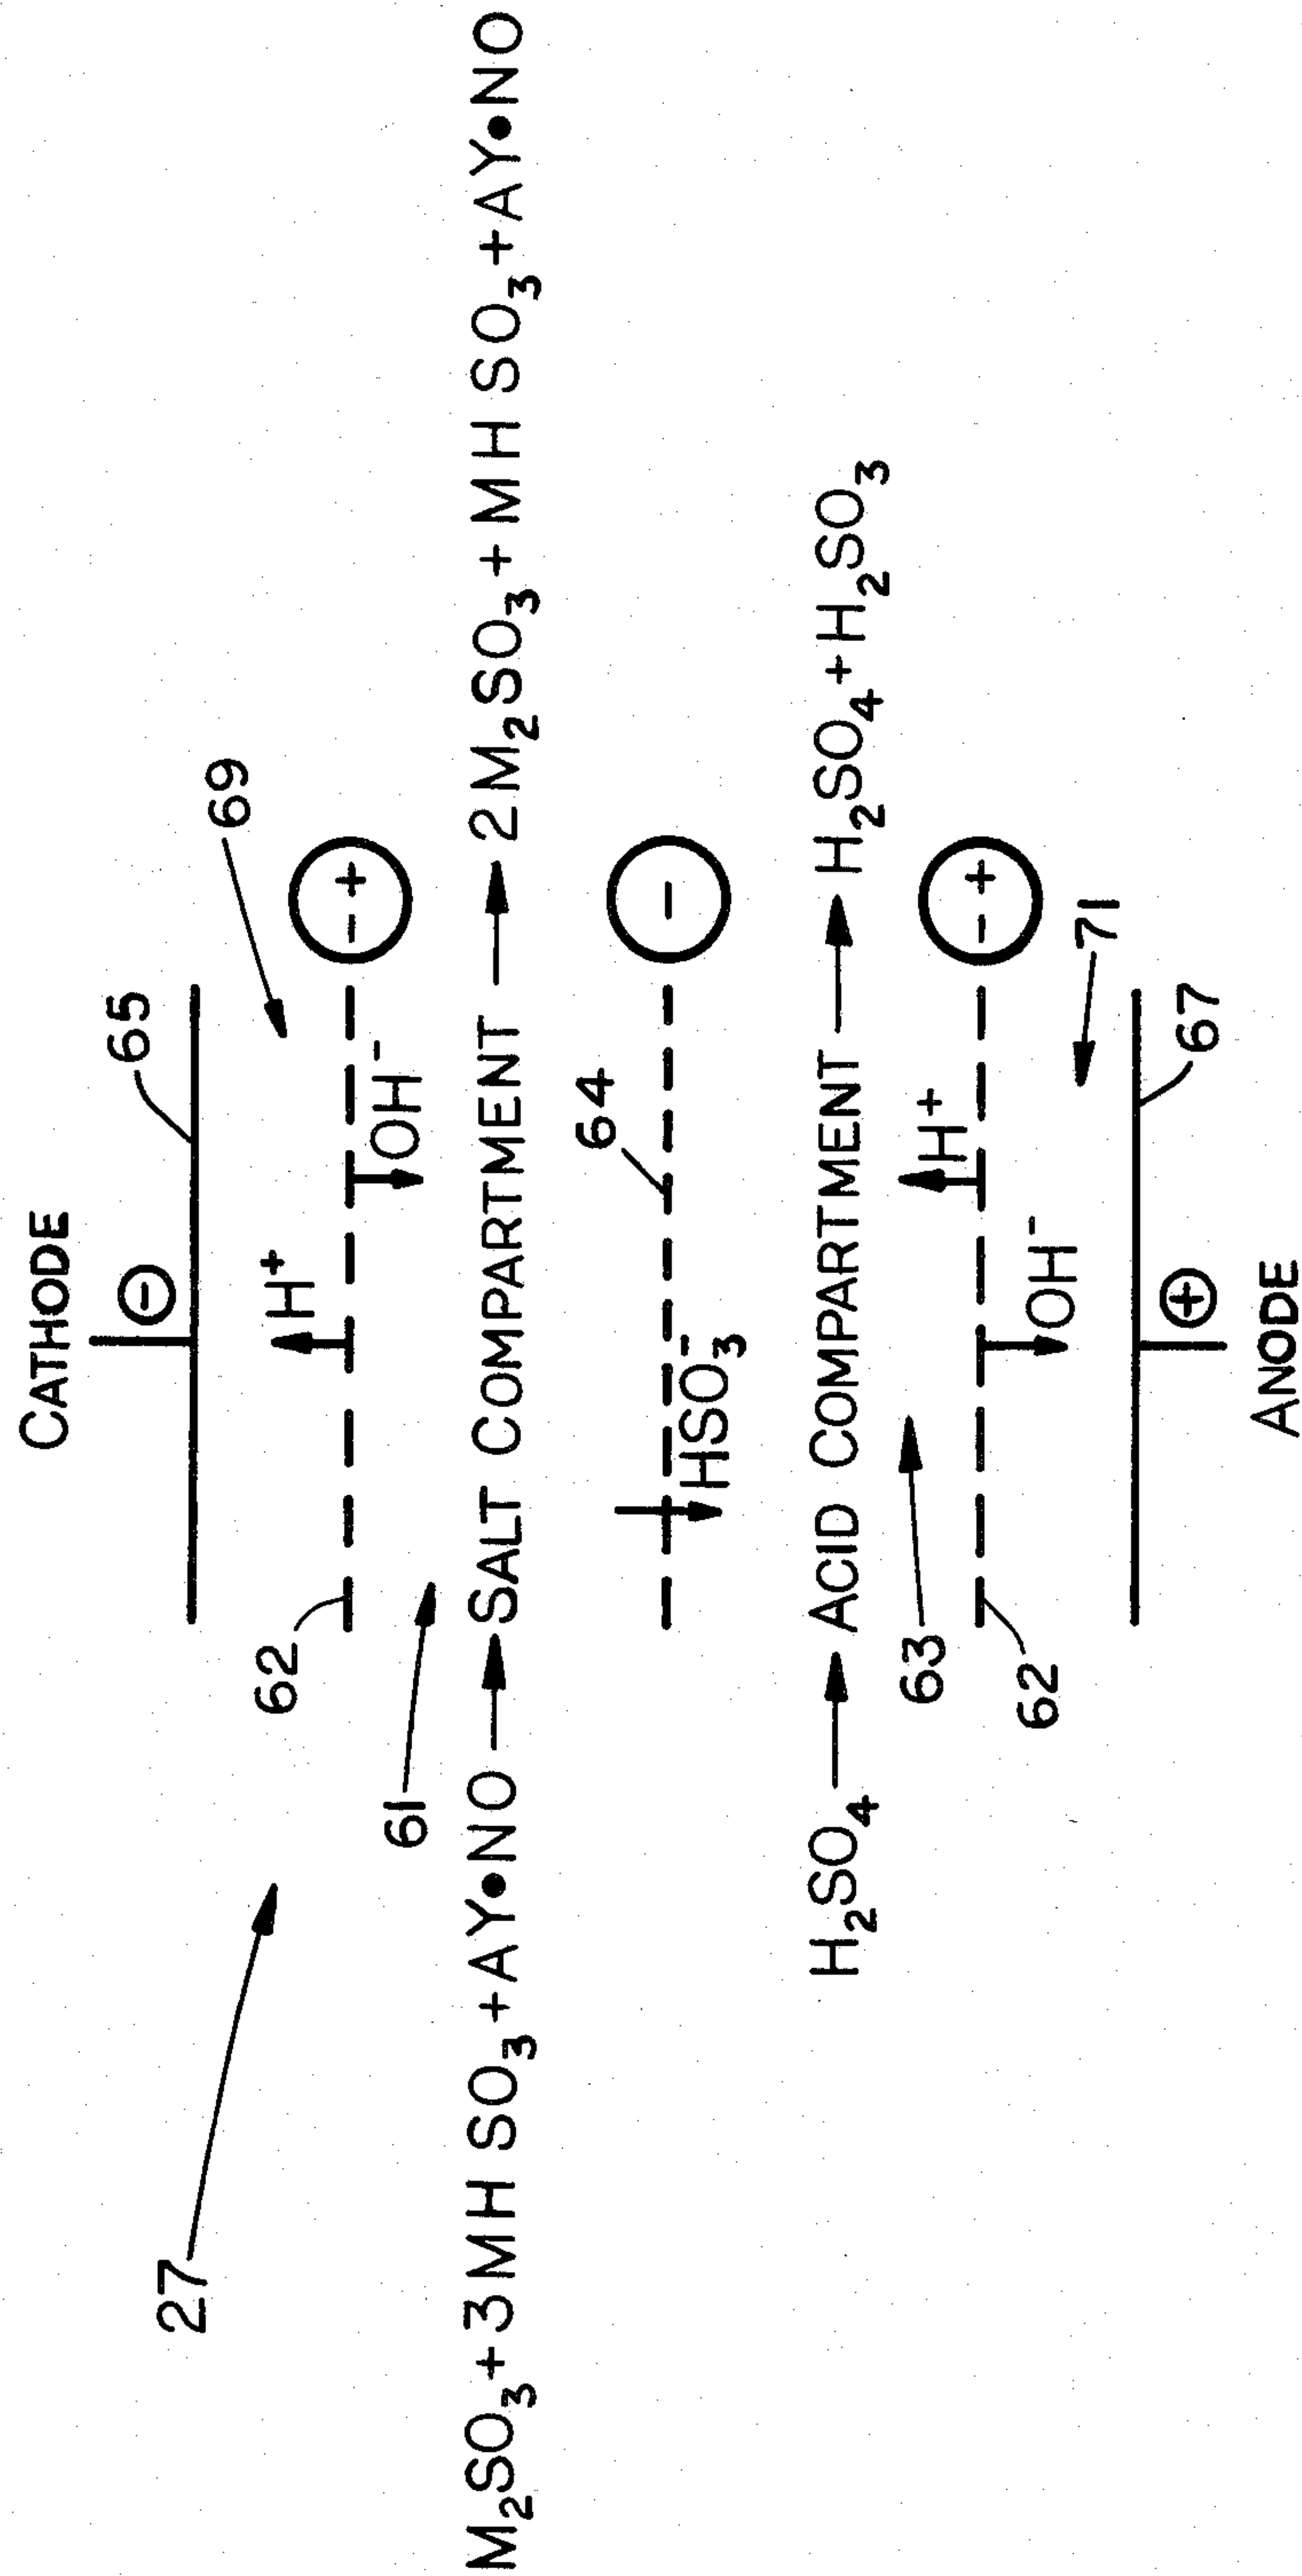 CATHODE
⊖
65
69
27
62
H⁺
- +
OH⁻
61
M₂SO₃ + 3MHSO₃ + AY•NO → SALT COMPARTMENT → 2M₂SO₃ + MHSO₃ + AY•NO
64
-
HSO₃⁻
H₂SO₄ → ACID COMPARTMENT → H₂SO₄ + H₂SO₃
63
H⁺
- +
62
OH⁻
71
67
⊕
ANODE